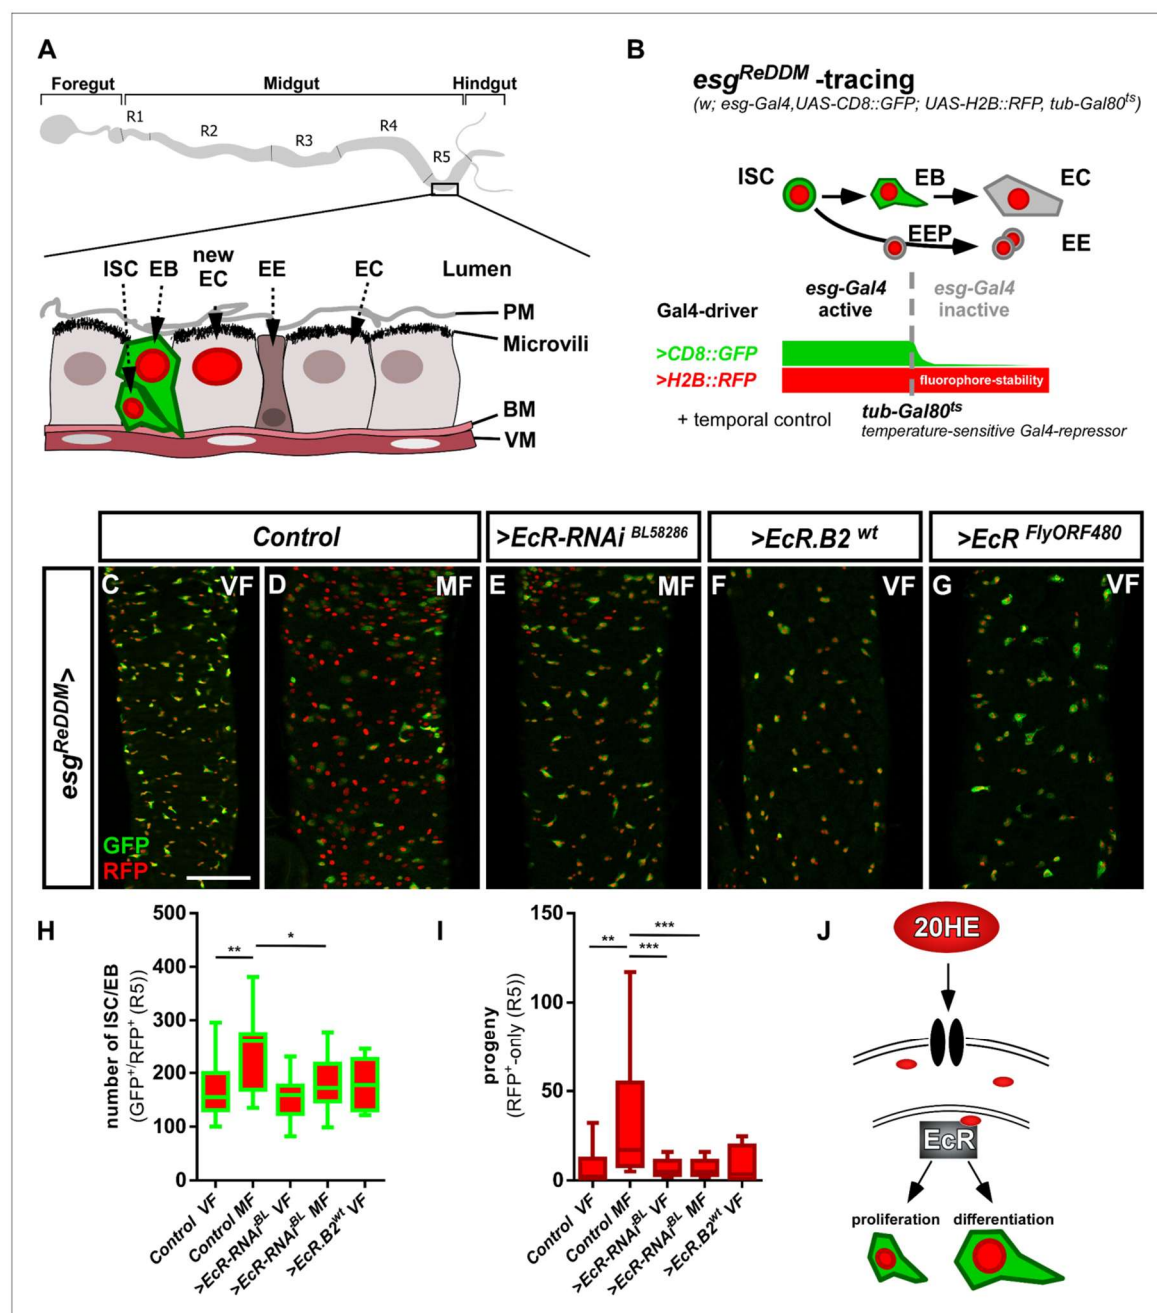 A
Foregut Midgut Hindgut
R1 R2 R3 R4 R5
ISC EB new EC EE EC Lumen
PM
Microvili
BM
VM
B
esgReDDM -tracing
(w; esg-Gal4,UAS-CD8::GFP; UAS-H2B::RFP, tub-Gal80ts)
ISC EB EC
EEP EE
Gal4-driver
esg-Gal4
active
esg-Gal4
inactive
>CD8::GFP
>H2B::RFP
fluorophore-stability
+ temporal control
tub-Gal80ts
temperature-sensitive Gal4-repressor
Control
>EcR-RNAi BL58286
>EcR.B2 wt
>EcR FlyORF480
esgReDDM>
C VF
D MF
E MF
F VF
G VF
GFP
RFP
H
number of ISC/EB
(GFP+/RFP+ (R5))
500
400
300
200
100
0
**
*
Control VF
Control MF
>EcR-RNAiBL VF
>EcR-RNAiBL MF
>EcR.B2wt VF
I
progeny
(RFP+-only (R5))
150
100
50
0
**
***
***
Control VF
Control MF
>EcR-RNAiBL VF
>EcR-RNAiBL MF
>EcR.B2wt VF
J
20HE
EcR
proliferation differentiation